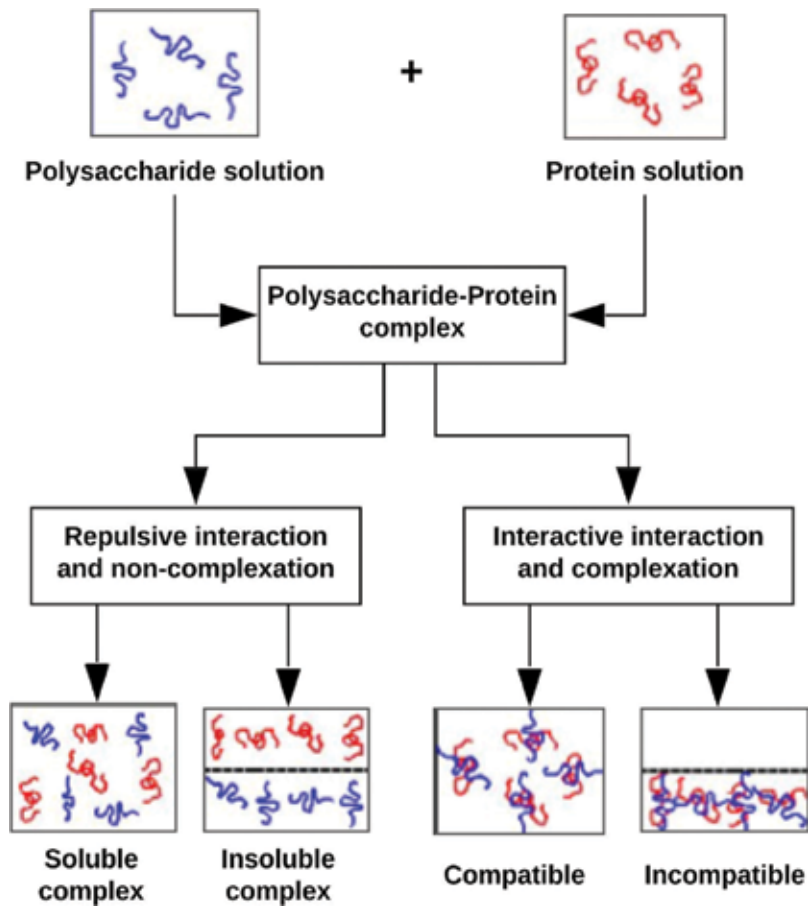 +
Polysaccharide solution
Protein solution
Polysaccharide-Protein
complex
Repulsive interaction
and non-complexation
Interactive interaction
and complexation
Soluble
complex
Insoluble
complex
Compatible
Incompatible